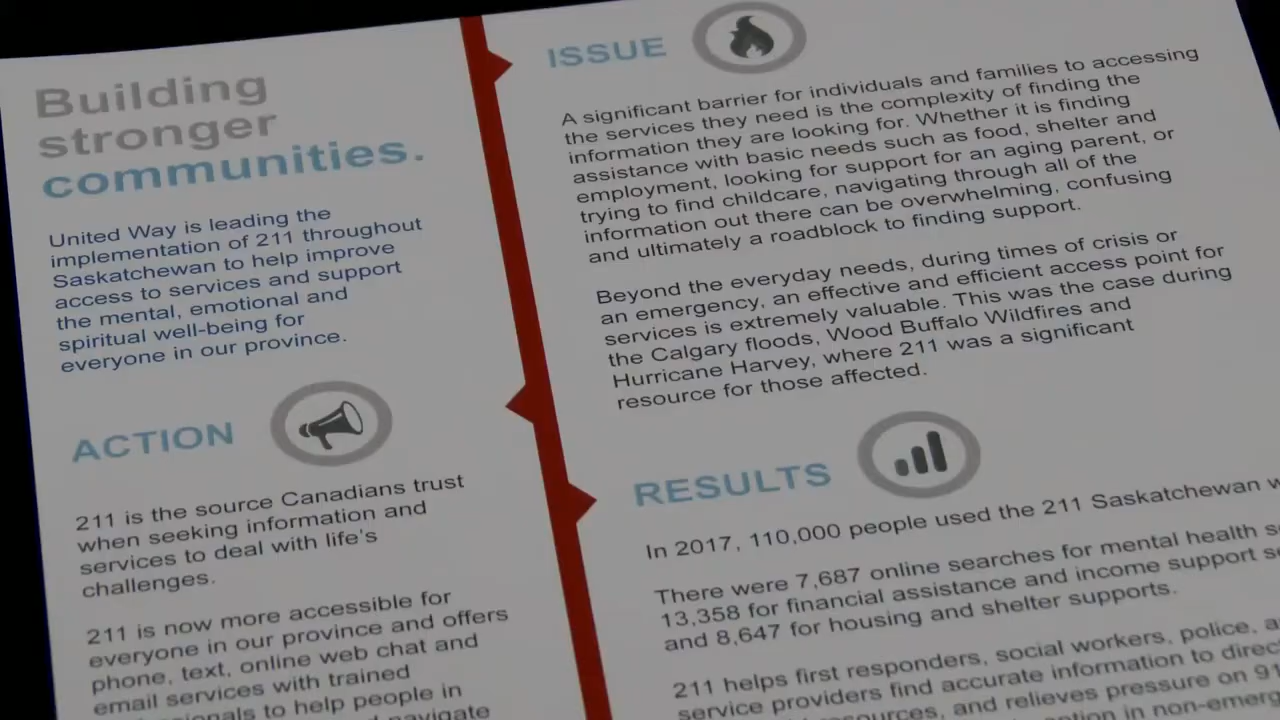 Building
stronger
communities.
United Way is leading the
implementation of 211 throughout
Saskatchewan to help improve
access to services and support
the mental, emotional and
spiritual well-being for
everyone in our province.
ACTION
211 is the source Canadians trust
when seeking information and
services to deal with life's
challenges.
211 is now more accessible for
everyone in our province and offers
phone, text, online web chat and
email services with trained
to help people in
navigate
ISSUE
A significant barrier for individuals and families to accessing
the services they need is the complexity of finding the
information they are looking for. Whether it is finding
assistance with basic needs such as food, shelter and
employment, looking for support for an aging parent, or
trying to find childcare, navigating through all of the
information out there can be overwhelming, confusing
and ultimately a roadblock to finding support.
Beyond the everyday needs, during times of crisis or
an emergency, an effective and efficient access point for
services is extremely valuable. This was the case during
the Calgary floods, Wood Buffalo Wildfires and
Hurricane Harvey, where 211 was a significant
resource for those affected.
RESULTS
In 2017, 110,000 people used the 211 Saskatchewan
There were 7,687 online searches for mental health
13,358 for financial assistance and income support
and 8,647 for housing and shelter supports.
211 helps first responders, social workers, police,
service providers find accurate information to
and relieves pressure on
in